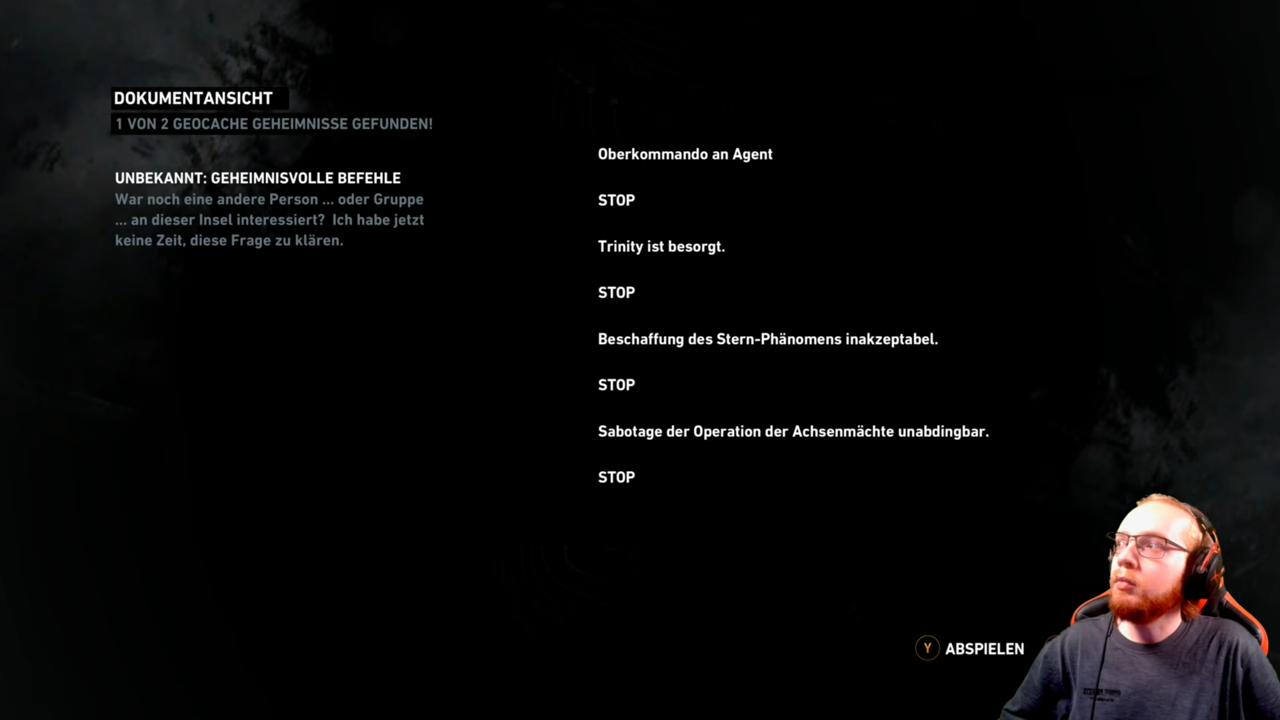 DOKUMENTANSICHT
1 VON 2 GEOCACHE GEHEIMNISSE GEFUNDEN!
UNBEKANNT: GEHEIMNISVOLLE BEFEHLE
War noch eine andere Person ... oder Gruppe
... an dieser Insel interessiert? Ich habe jetzt
keine Zeit, diese Frage zu klären.
Oberkommando an Agent
STOP
Trinity ist besorgt.
STOP
Beschaffung des Stern-Phänomens inakzeptabel.
STOP
Sabotage der Operation der Achsenmächte unabdingbar.
STOP
Y ABSPIELEN